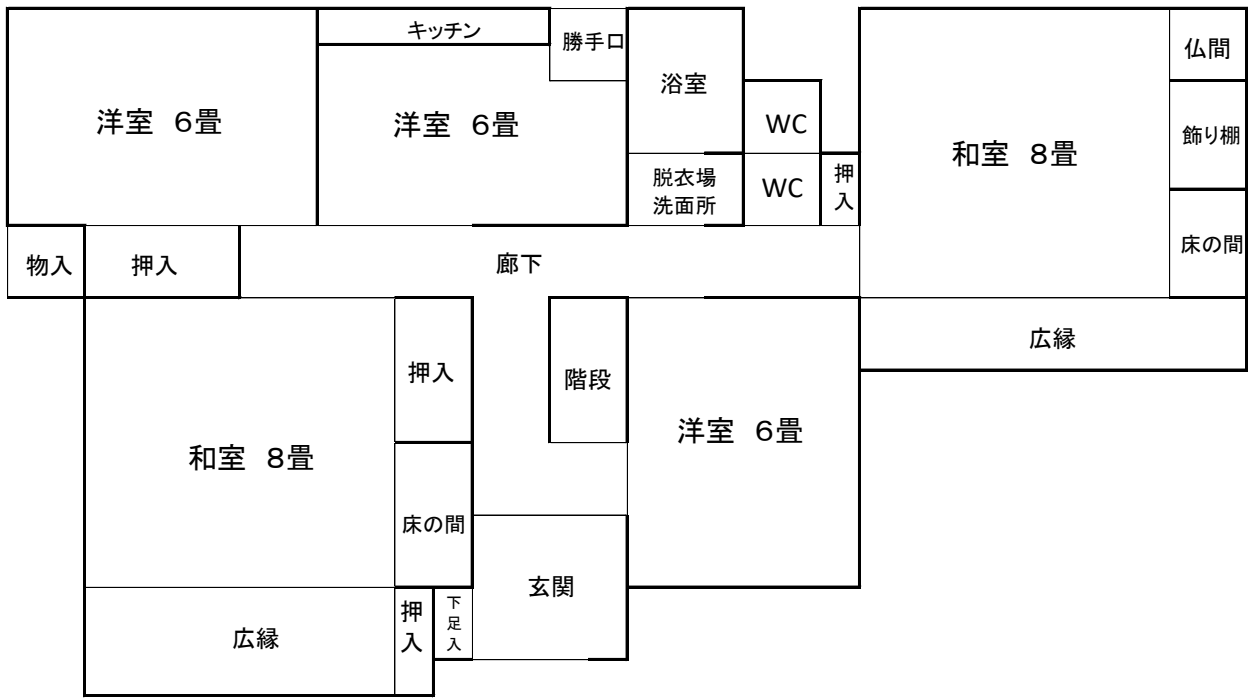 キッチン
勝手口
仏間
浴室
洋室 6畳
洋室 6畳
WC
和室 8畳
飾り棚
脱衣場
洗面所
WC
押
入
床の間
物入
押入
廊下
広縁
押入
階段
洋室 6畳
和室 8畳
床の間
玄関
広縁
押
入
下
足
入